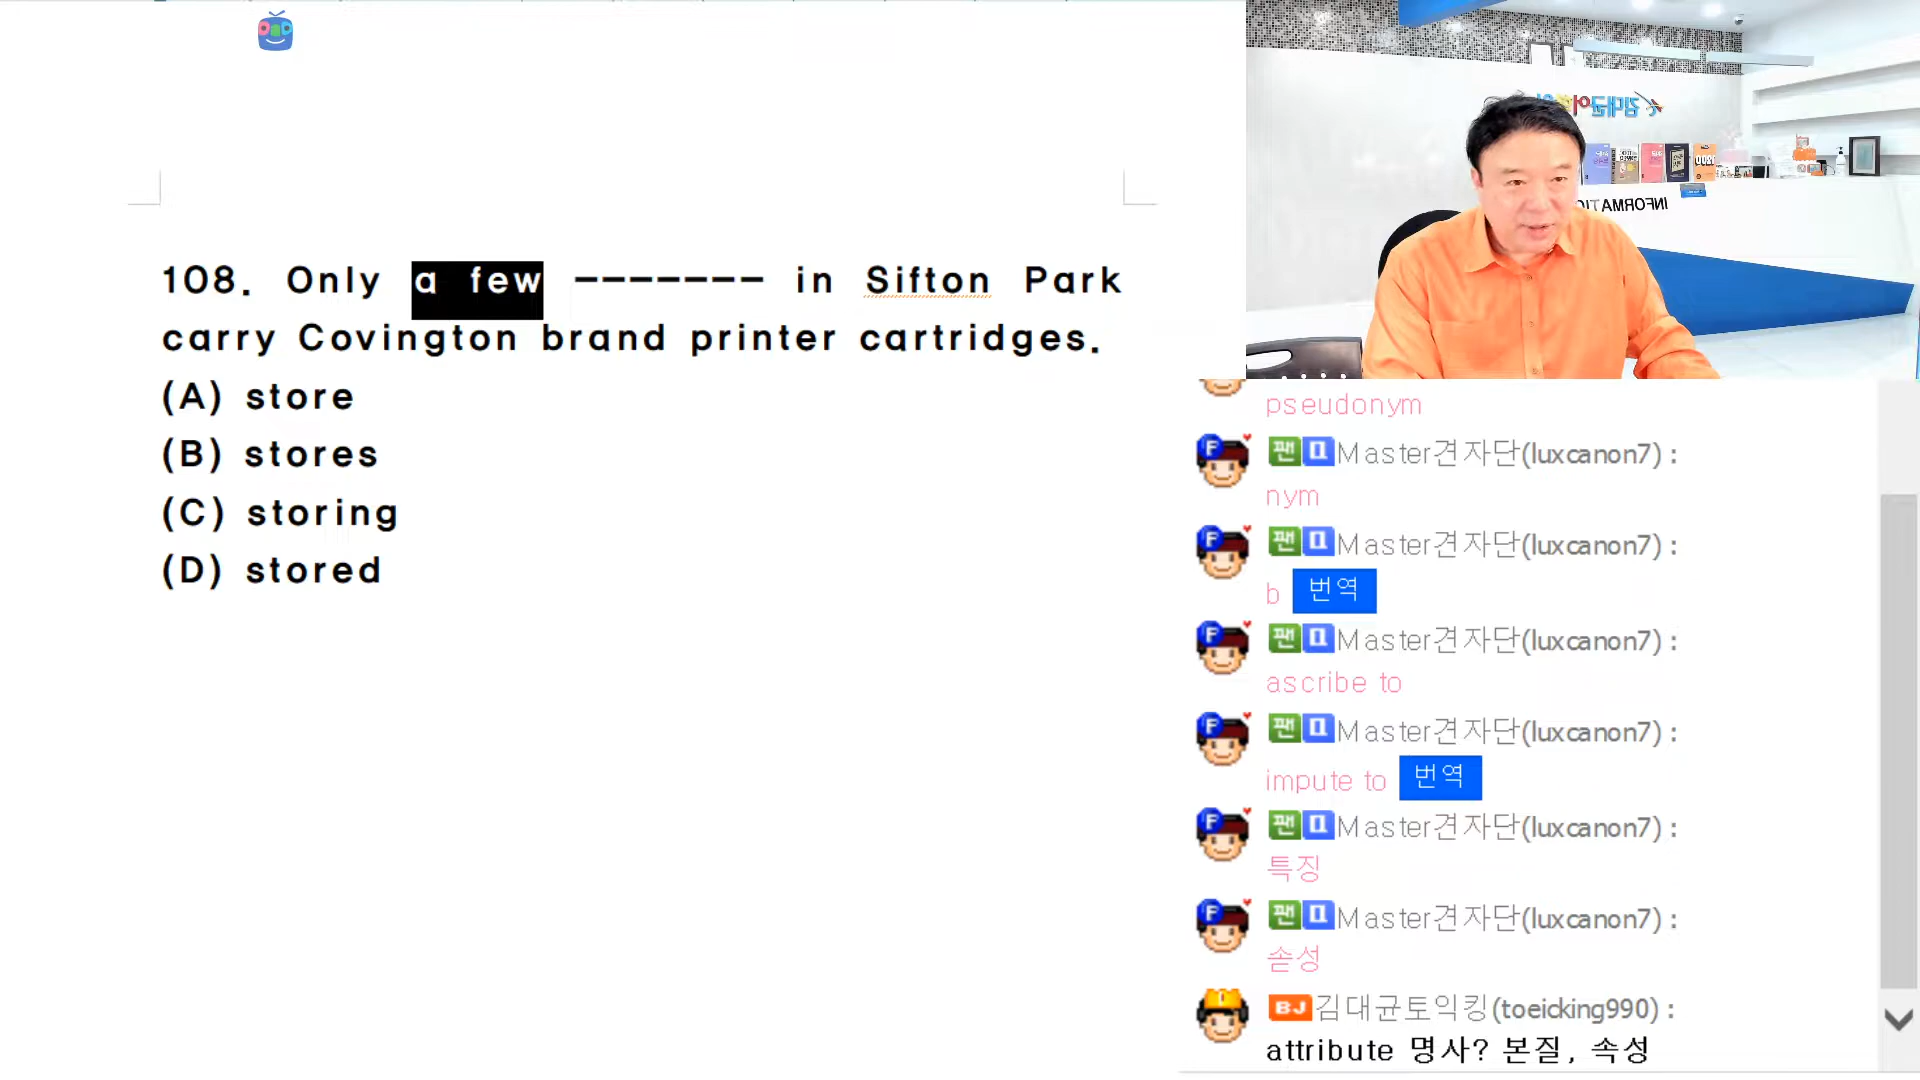 108. Only a few ------- in Sifton Park
carry Covington brand printer cartridges.
(A) store
(B) stores
(C) storing
(D) stored
INFORMATI
pseudonym
팬 Master견자단(luxcanon7) :
nym
팬 Master견자단(luxcanon7) :
b 번역
팬 Master견자단(luxcanon7) :
ascribe to
팬 Master견자단(luxcanon7) :
impute to 번역
팬 Master견자단(luxcanon7) :
특징
팬 Master견자단(luxcanon7) :
솓성
BJ 김대균토익킹(toeicking990) :
attribute 명사? 본질, 속성